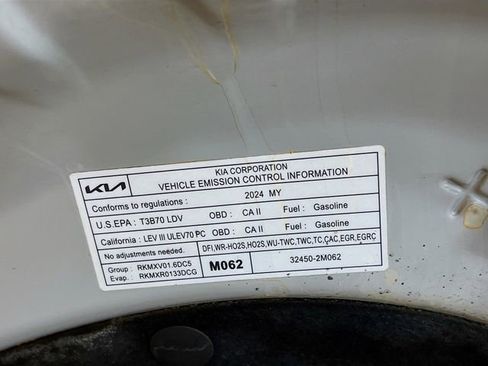 KIA CORPORATION
KIA VEHICLE EMISSION CONTROL INFORMATION
Conforms to regulations : 2024 MY
U.S.EPA : T3B70 LDV OBD : CA II Fuel : Gasoline
California : LEV III ULEV70 PC OBD : CA II Fuel : Gasoline
No adjustments needed. DFI,WR-HO2S,HO2S,WU-TWC,TWC,TC,CAC,EGR,EGRC
Group : RKMXV01.6DC5 M062 32450-2M062
Evap. : RKMXR0133DCG